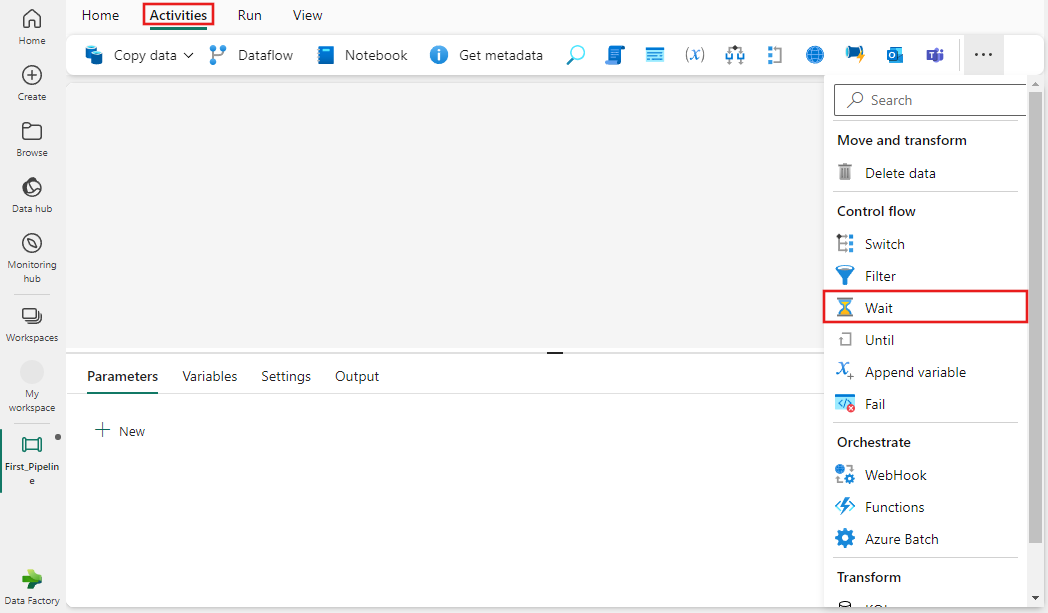 Home
Create
Browse
Data hub
Monitoring
hub
Workspaces
My
workspace
First_Pipelin
e
Data Factory
Home Activities Run View
Copy data Dataflow Notebook Get metadata (x)
Parameters Variables Settings Output
New
Search
Move and transform
Delete data
Control flow
Switch
Filter
Wait
Until
Append variable
Fail
Orchestrate
WebHook
Functions
Azure Batch
Transform